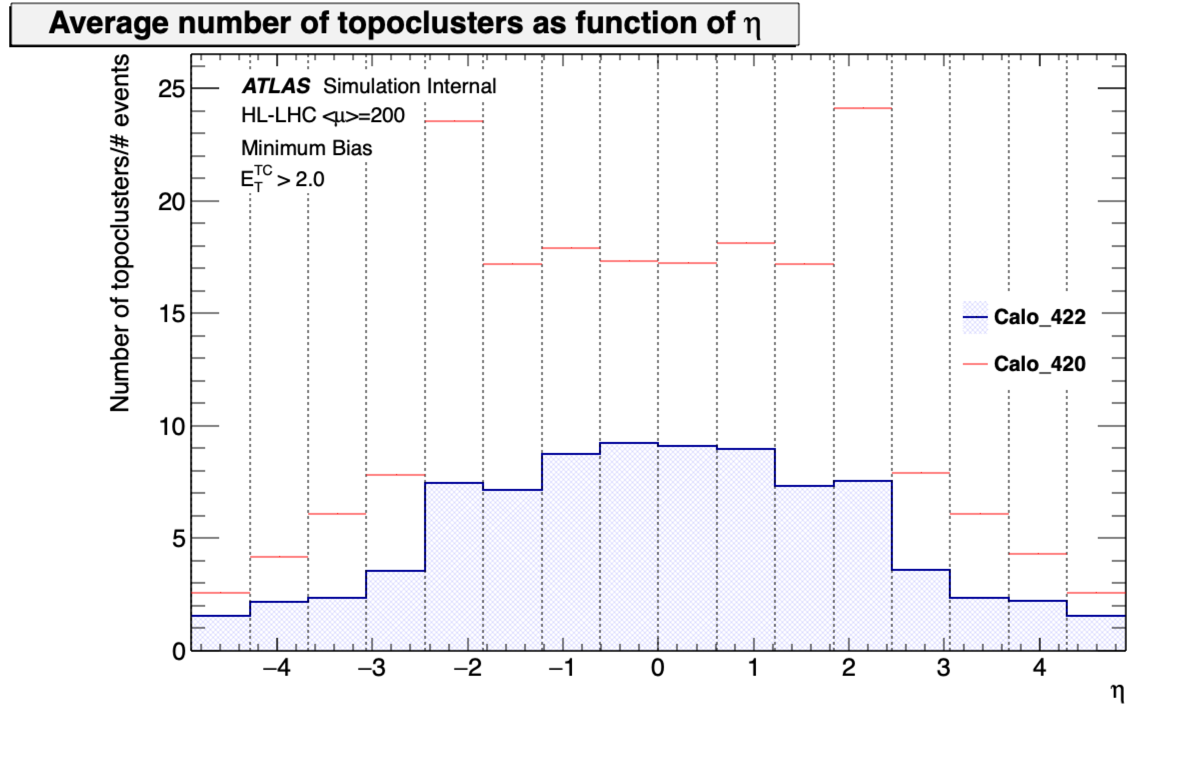 Average number of topoclusters as function of η
Number of topoclusters/# events
ATLAS Simulation Internal
HL-LHC <μ>=200
Minimum Bias
E_T^TC > 2.0
25
20
15
10
5
0
Calo_422
Calo_420
−4 −3 −2 −1 0 1 2 3 4
η